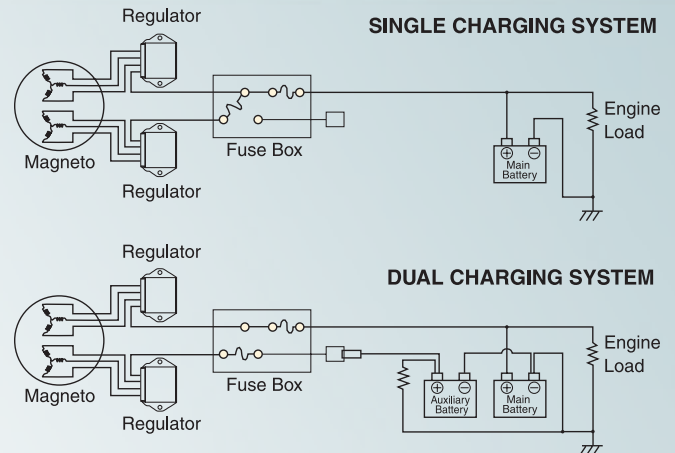 Regulator
SINGLE CHARGING SYSTEM
Magneto
Fuse Box
Engine
Load
+ −
Main
Battery
Regulator
Regulator
DUAL CHARGING SYSTEM
Magneto
Fuse Box
Engine
Load
+ −
Auxiliary
Battery
+ −
Main
Battery
Regulator